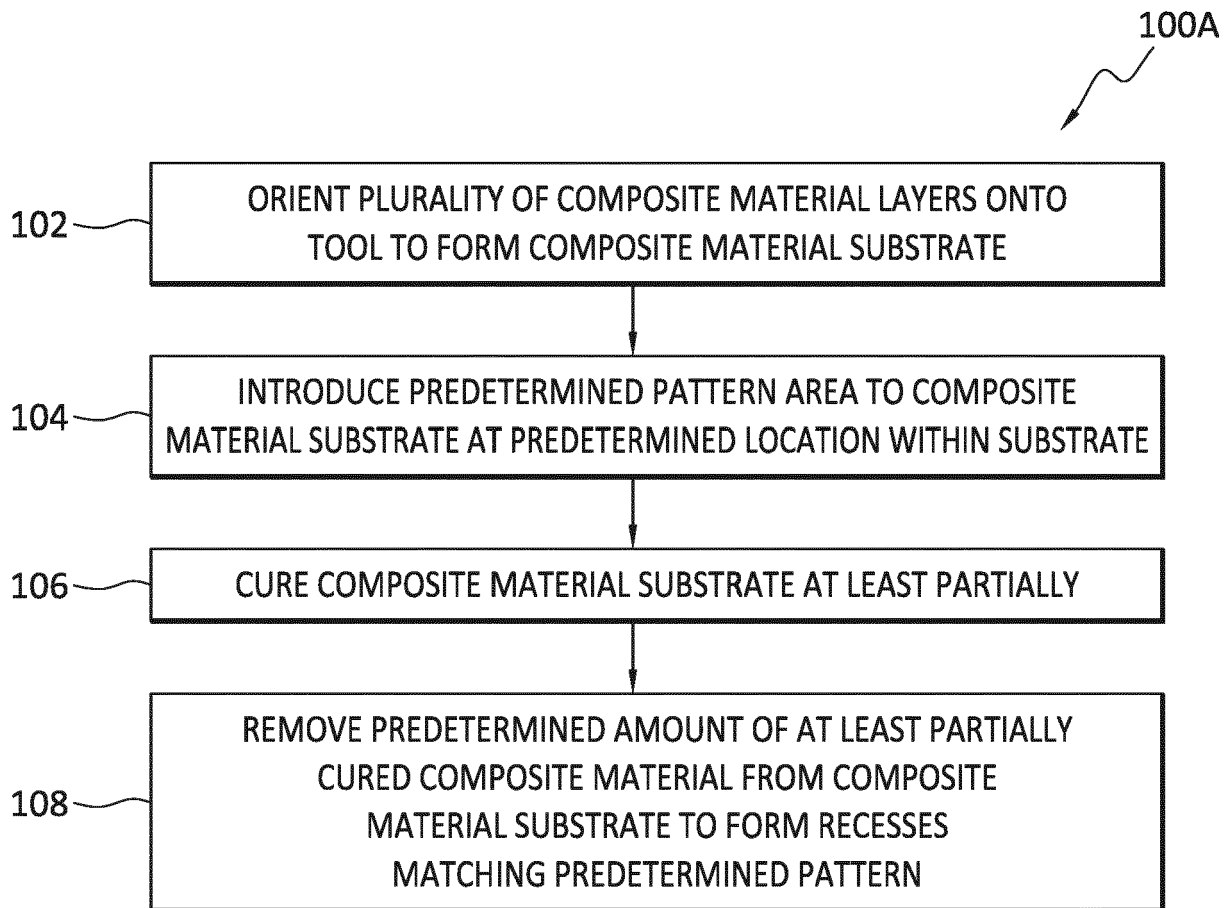 100A
102
ORIENT PLURALITY OF COMPOSITE MATERIAL LAYERS ONTO
TOOL TO FORM COMPOSITE MATERIAL SUBSTRATE
104
INTRODUCE PREDETERMINED PATTERN AREA TO COMPOSITE
MATERIAL SUBSTRATE AT PREDETERMINED LOCATION WITHIN SUBSTRATE
106
CURE COMPOSITE MATERIAL SUBSTRATE AT LEAST PARTIALLY
108
REMOVE PREDETERMINED AMOUNT OF AT LEAST PARTIALLY
CURED COMPOSITE MATERIAL FROM COMPOSITE
MATERIAL SUBSTRATE TO FORM RECESSES
MATCHING PREDETERMINED PATTERN